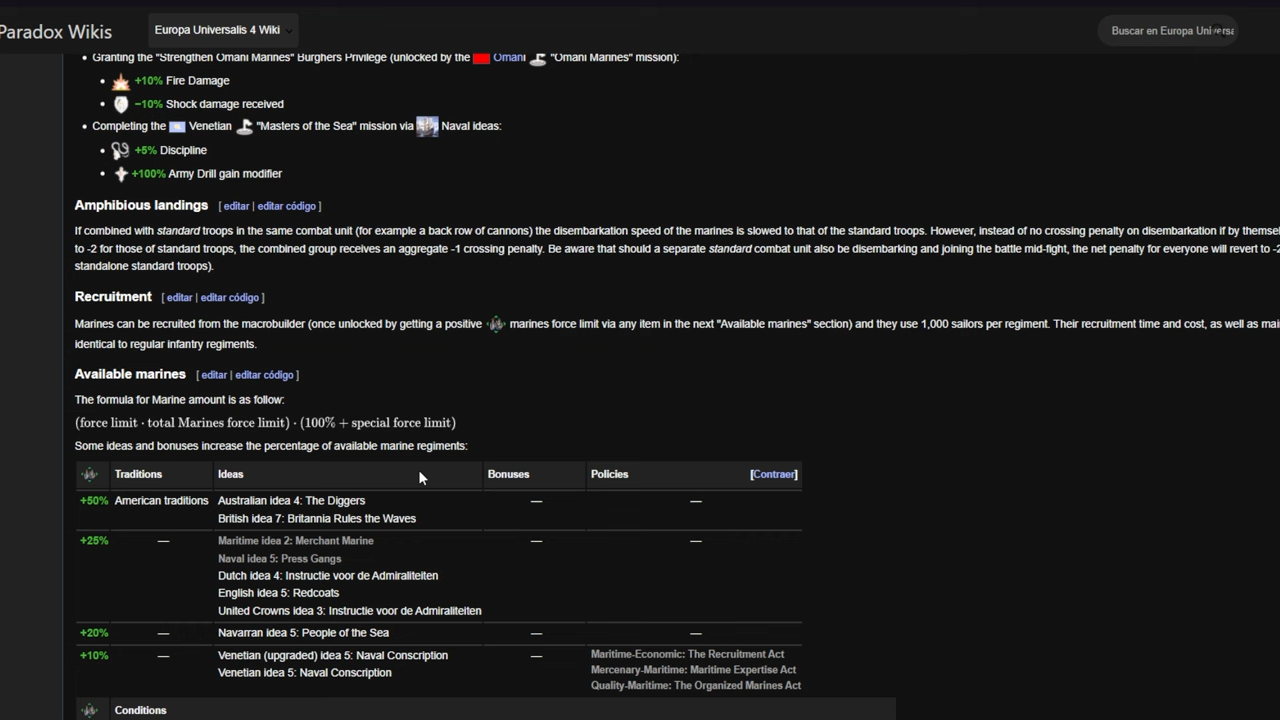 Paradox Wikis
Europa Universalis 4 Wiki
Buscar en Europa Universa
Granting the "Strengthen Omani Marines" Burghers Privilege (unlocked by the Omani "Omani Marines" mission):
+10% Fire Damage
−10% Shock damage received
Completing the Venetian "Masters of the Sea" mission via Naval ideas:
+5% Discipline
+100% Army Drill gain modifier
Amphibious landings [ editar | editar código ]
If combined with standard troops in the same combat unit (for example a back row of cannons) the disembarkation speed of the marines is slowed to that of the standard troops. However, instead of no crossing penalty on disembarkation if by themsel
to -2 for those of standard troops, the combined group receives an aggregate -1 crossing penalty. Be aware that should a separate standard combat unit also be disembarking and joining the battle mid-fight, the net penalty for everyone will revert to -2
standalone standard troops).
Recruitment [ editar | editar código ]
Marines can be recruited from the macrobuilder (once unlocked by getting a positive marines force limit via any item in the next "Available marines" section) and they use 1,000 sailors per regiment. Their recruitment time and cost, as well as mai
identical to regular infantry regiments.
Available marines [ editar | editar código ]
The formula for Marine amount is as follow:
(force limit · total Marines force limit) · (100% + special force limit)
Some ideas and bonuses increase the percentage of available marine regiments:
Traditions Ideas Bonuses Policies [Contraer]
+50% American traditions Australian idea 4: The Diggers — —
British idea 7: Britannia Rules the Waves
+25% — Maritime idea 2: Merchant Marine — —
Naval idea 5: Press Gangs
Dutch idea 4: Instructie voor de Admiraliteiten
English idea 5: Redcoats
United Crowns idea 3: Instructie voor de Admiraliteiten
+20% — Navarran idea 5: People of the Sea — —
+10% — Venetian (upgraded) idea 5: Naval Conscription — Maritime-Economic: The Recruitment Act
Venetian idea 5: Naval Conscription Mercenary-Maritime: Maritime Expertise Act
Quality-Maritime: The Organized Marines Act
Conditions